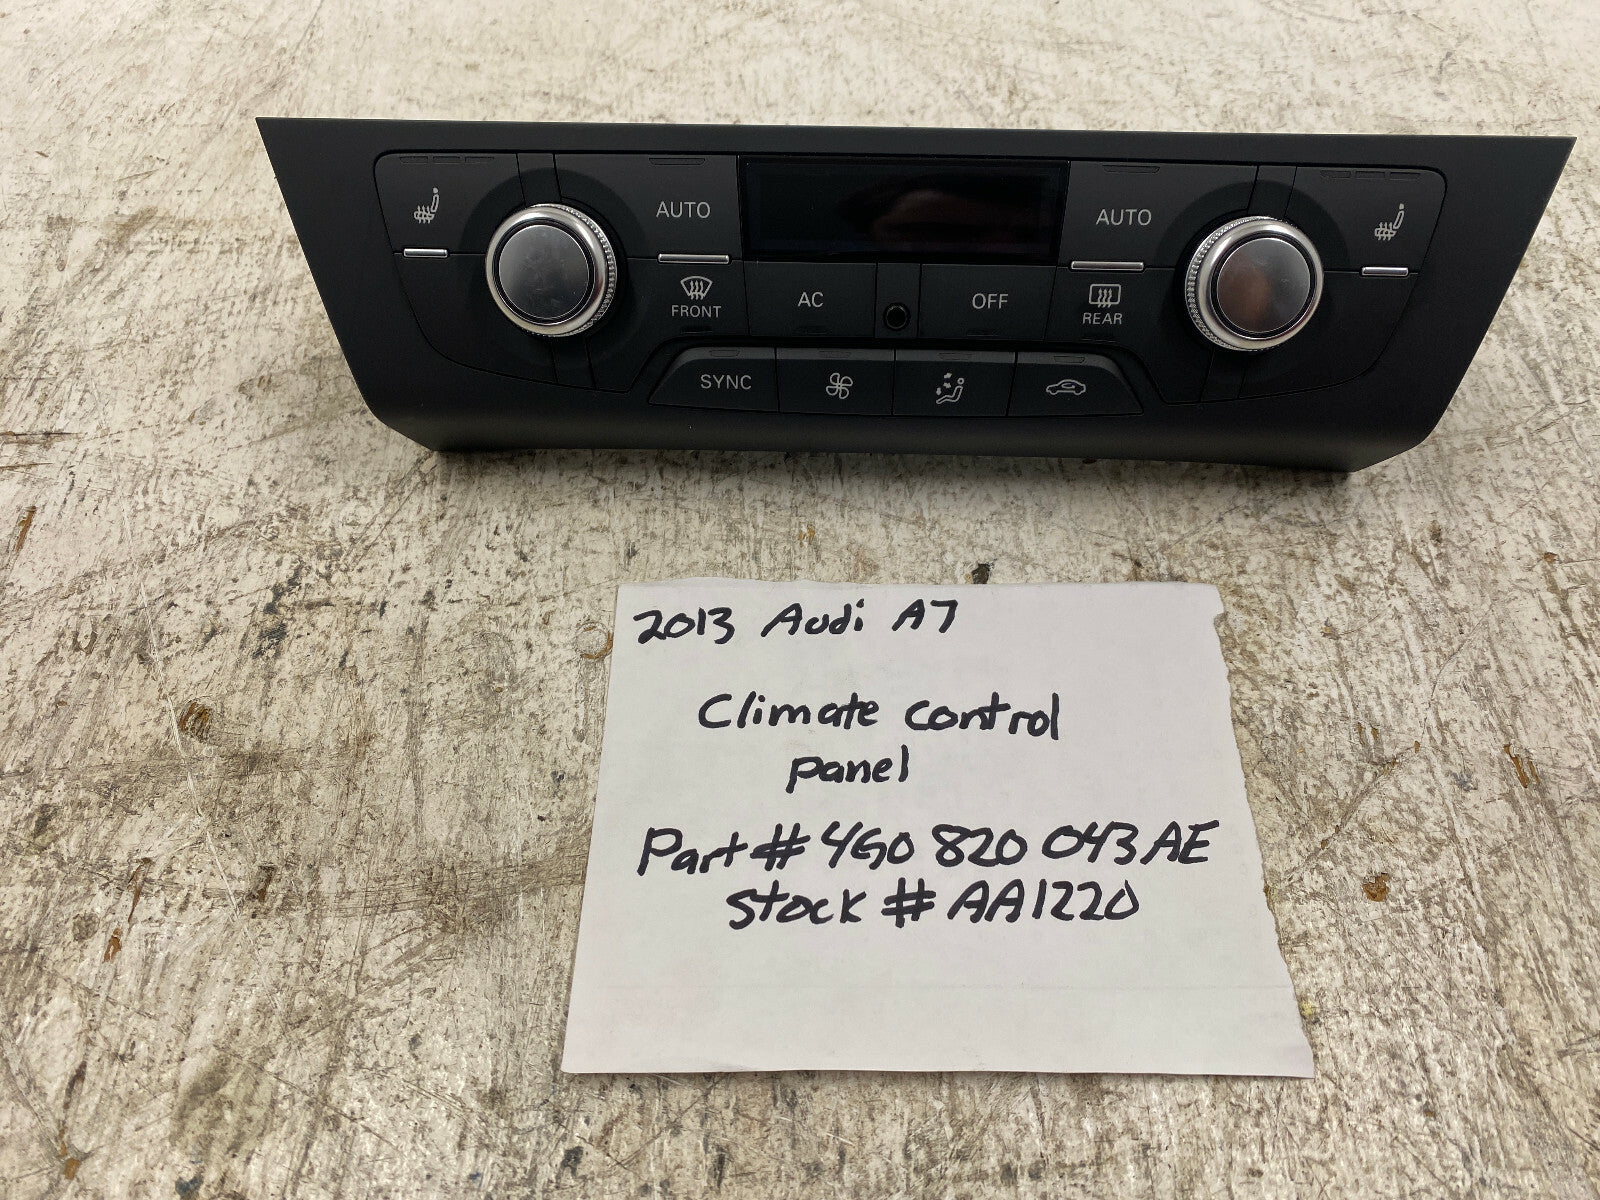 AUTO AUTO
FRONT AC OFF REAR
SYNC
2013 Audi A7
Climate control
panel
Part# 4G0 820 043 AE
Stock # AA1220